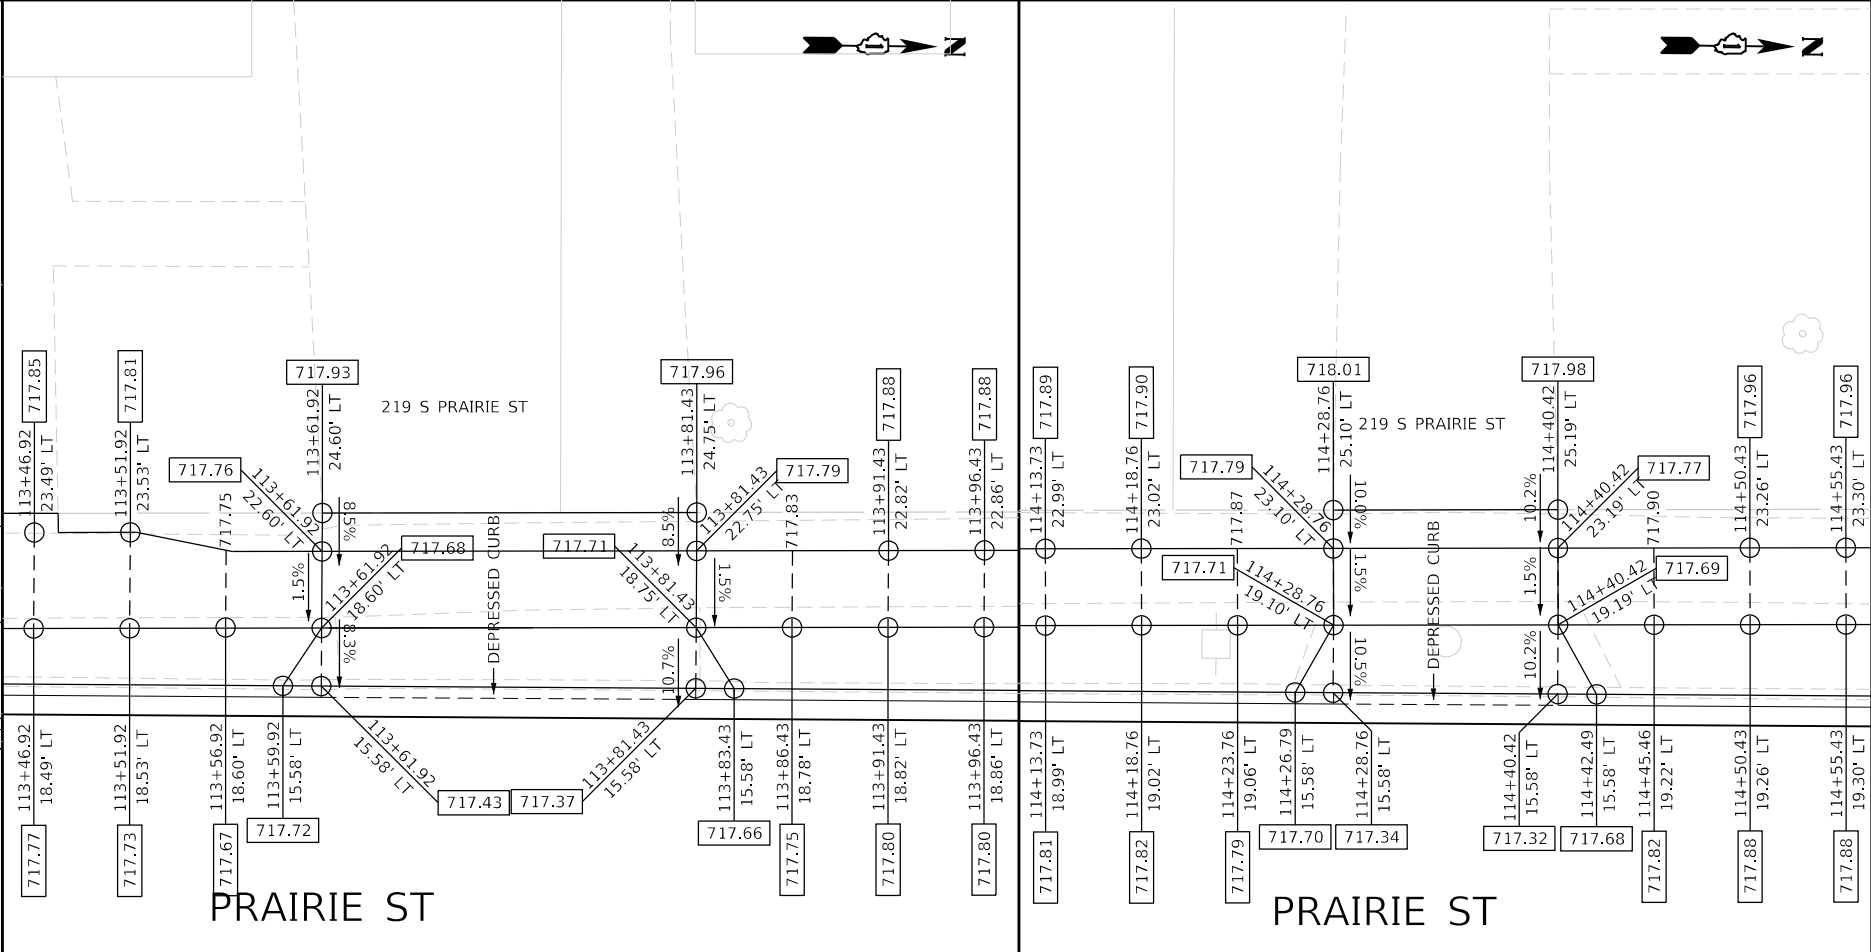 N
717.85
113+46.92
23.49' LT
717.81
113+51.92
23.53' LT
717.75
717.76
113+61.92
22.60' LT
717.93
113+61.92
24.60' LT
8.5%
219 S PRAIRIE ST
717.68
113+61.92
18.60' LT
1.5%
8.3%
DEPRESSED CURB
717.71
113+81.43
18.75' LT
717.96
113+81.43
24.75' LT
8.5%
717.79
113+81.43
22.75' LT
1.5%
10.7%
717.83
717.88
113+91.43
22.82' LT
717.88
113+96.43
22.86' LT
113+46.92
18.49' LT
717.77
113+51.92
18.53' LT
717.73
113+56.92
18.60' LT
717.67
113+59.92
15.58' LT
717.72
113+61.92
15.58' LT
717.43
717.37
113+81.43
15.58' LT
113+83.43
15.58' LT
717.66
113+86.43
18.78' LT
717.75
113+91.43
18.82' LT
717.80
113+96.43
18.86' LT
717.80
PRAIRIE ST
N
717.89
114+13.73
22.99' LT
717.90
114+18.76
23.02' LT
717.87
717.79
114+28.76
23.10' LT
718.01
114+28.76
25.10' LT
10.0%
219 S PRAIRIE ST
717.71
114+28.76
19.10' LT
1.5%
10.5%
DEPRESSED CURB
717.98
114+40.42
25.19' LT
10.2%
717.77
114+40.42
23.19' LT
1.5%
717.69
114+40.42
19.19' LT
10.2%
717.90
717.96
114+50.43
23.26' LT
717.96
114+55.43
23.30' LT
114+13.73
18.99' LT
717.81
114+18.76
19.02' LT
717.82
114+23.76
19.06' LT
717.79
114+26.79
15.58' LT
717.70
114+28.76
15.58' LT
717.34
114+40.42
15.58' LT
717.32
114+42.49
15.58' LT
717.68
114+45.46
19.22' LT
717.82
114+50.43
19.26' LT
717.88
114+55.43
19.30' LT
717.88
PRAIRIE ST